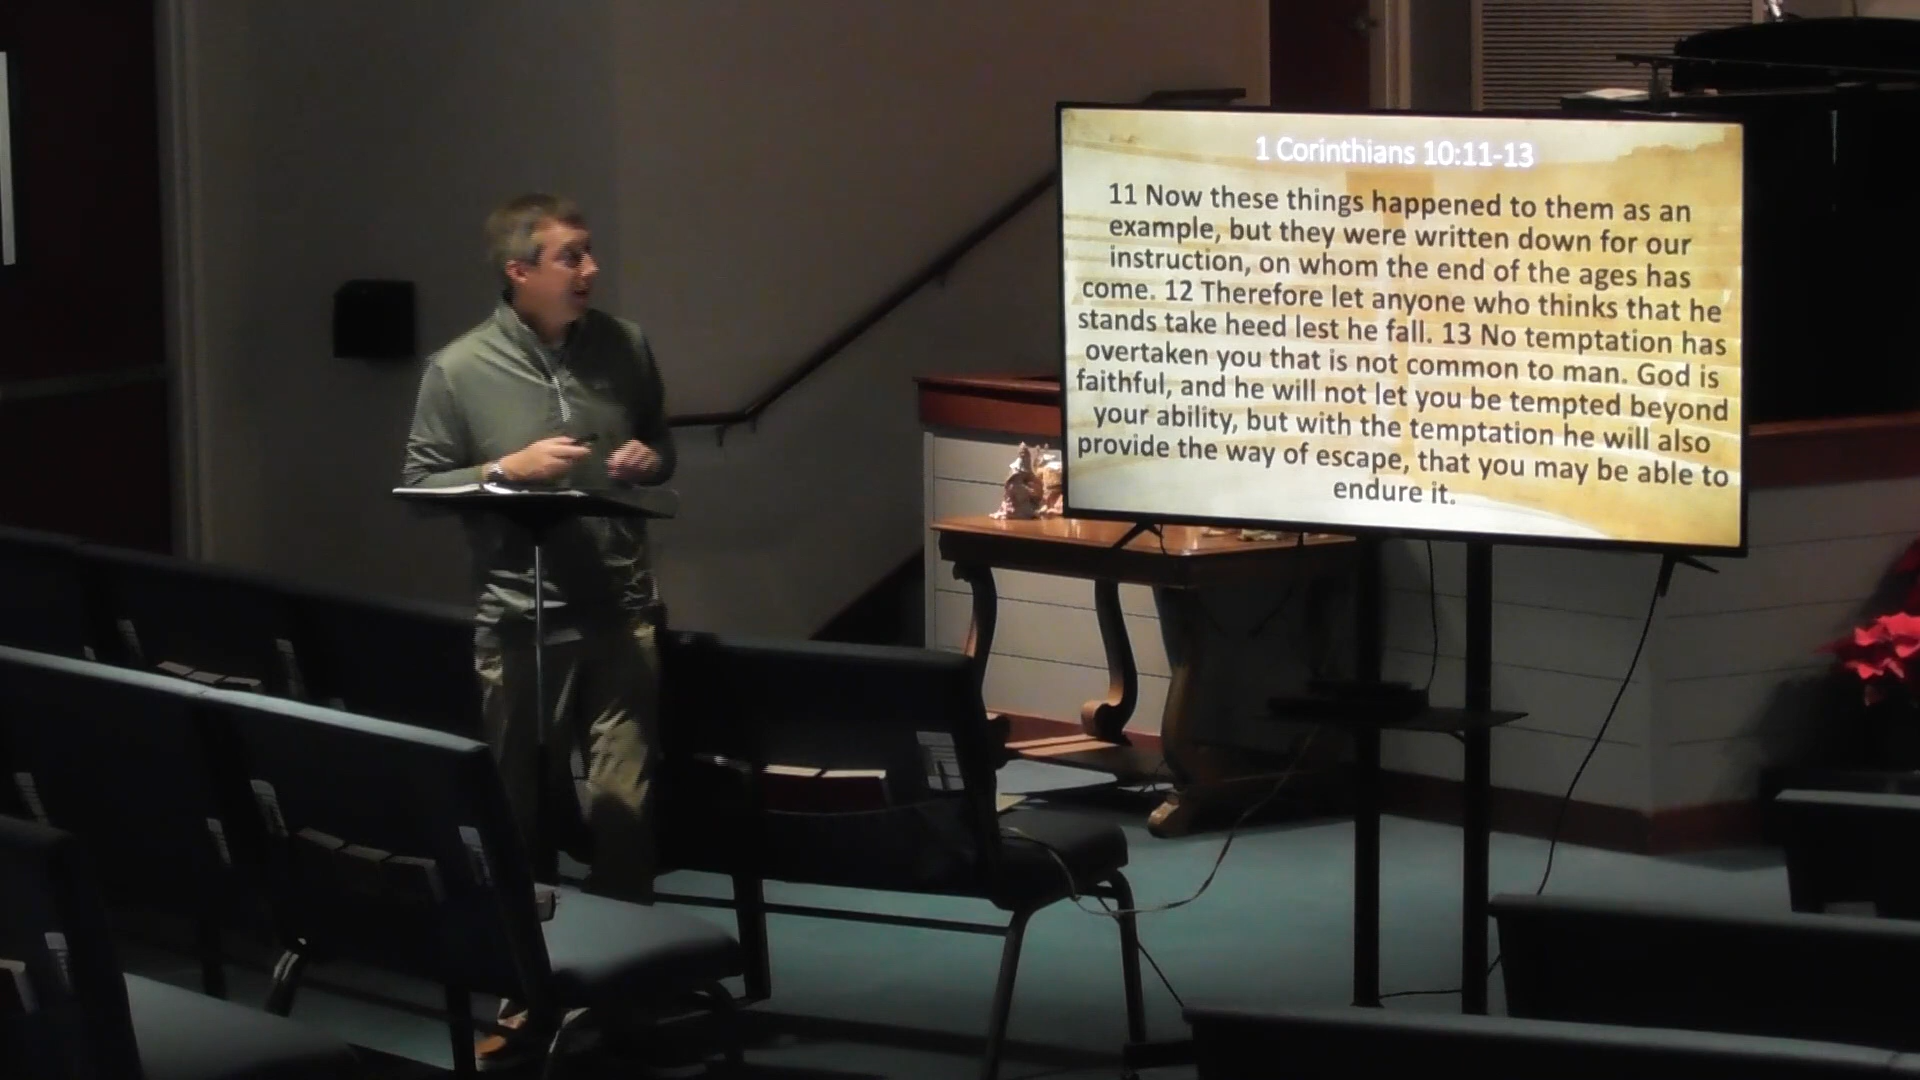 1 Corinthians 10:11-13
11 Now these things happened to them as an
example, but they were written down for our
instruction, on whom the end of the ages has
come. 12 Therefore let anyone who thinks that he
stands take heed lest he fall. 13 No temptation has
overtaken you that is not common to man. God is
faithful, and he will not let you be tempted beyond
your ability, but with the temptation he will also
provide the way of escape, that you may be able to
endure it.